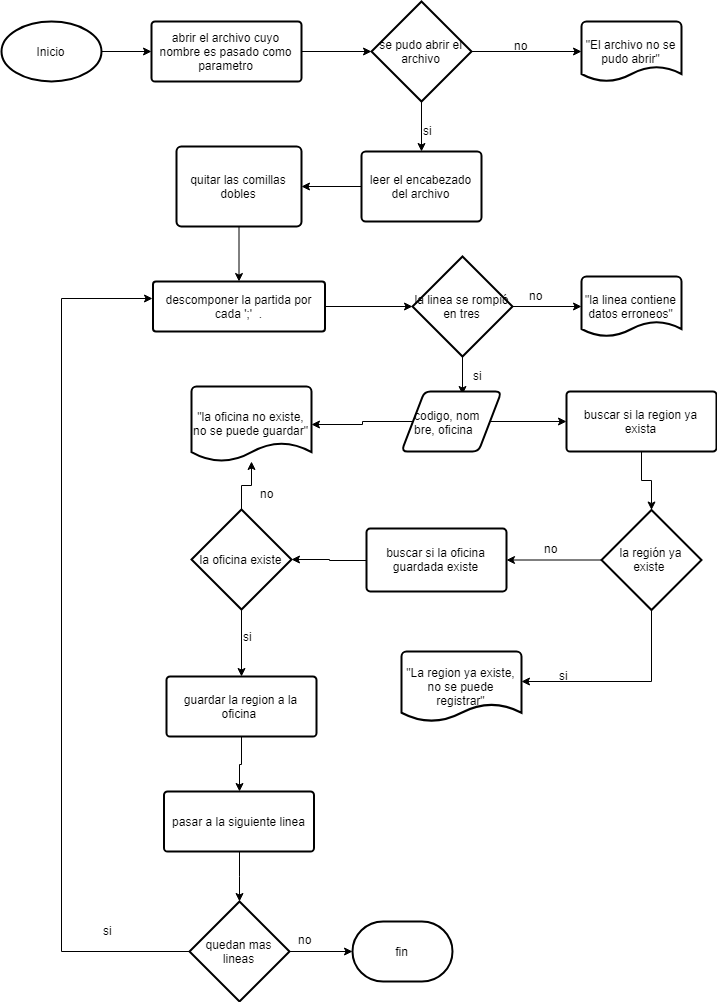 Inicio
abrir el archivo cuyo
nombre es pasado como
parametro
se pudo abrir el
archivo
no
"El archivo no se
pudo abrir"
si
leer el encabezado
del archivo
quitar las comillas
dobles
descomponer la partida por
cada ';' .
la linea se rompió
en tres
no
"la linea contiene
datos erroneos"
si
codigo, nom
bre, oficina
"la oficina no existe,
no se puede guardar"
buscar si la region ya
exista
la región ya
existe
no
buscar si la oficina
guardada existe
la oficina existe
no
si
"La region ya existe,
no se puede
registrar"
si
guardar la region a la
oficina
pasar a la siguiente linea
quedan mas
lineas
si
no
fin